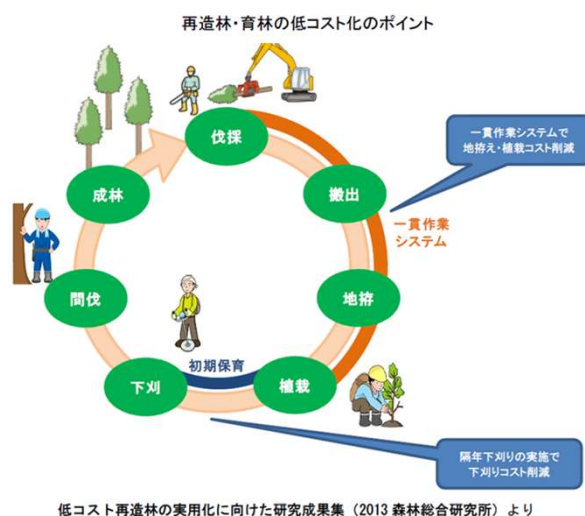 再造林・育林の低コスト化のポイント
伐採
一貫作業システムで
地拵え・植栽コスト削減
搬出
成林
一貫作業
システム
間伐
地拵
初期保育
下刈
植栽
隔年下刈りの実施で
下刈りコスト削減
低コスト再造林の実用化に向けた研究成果集（2013 森林総合研究所）より